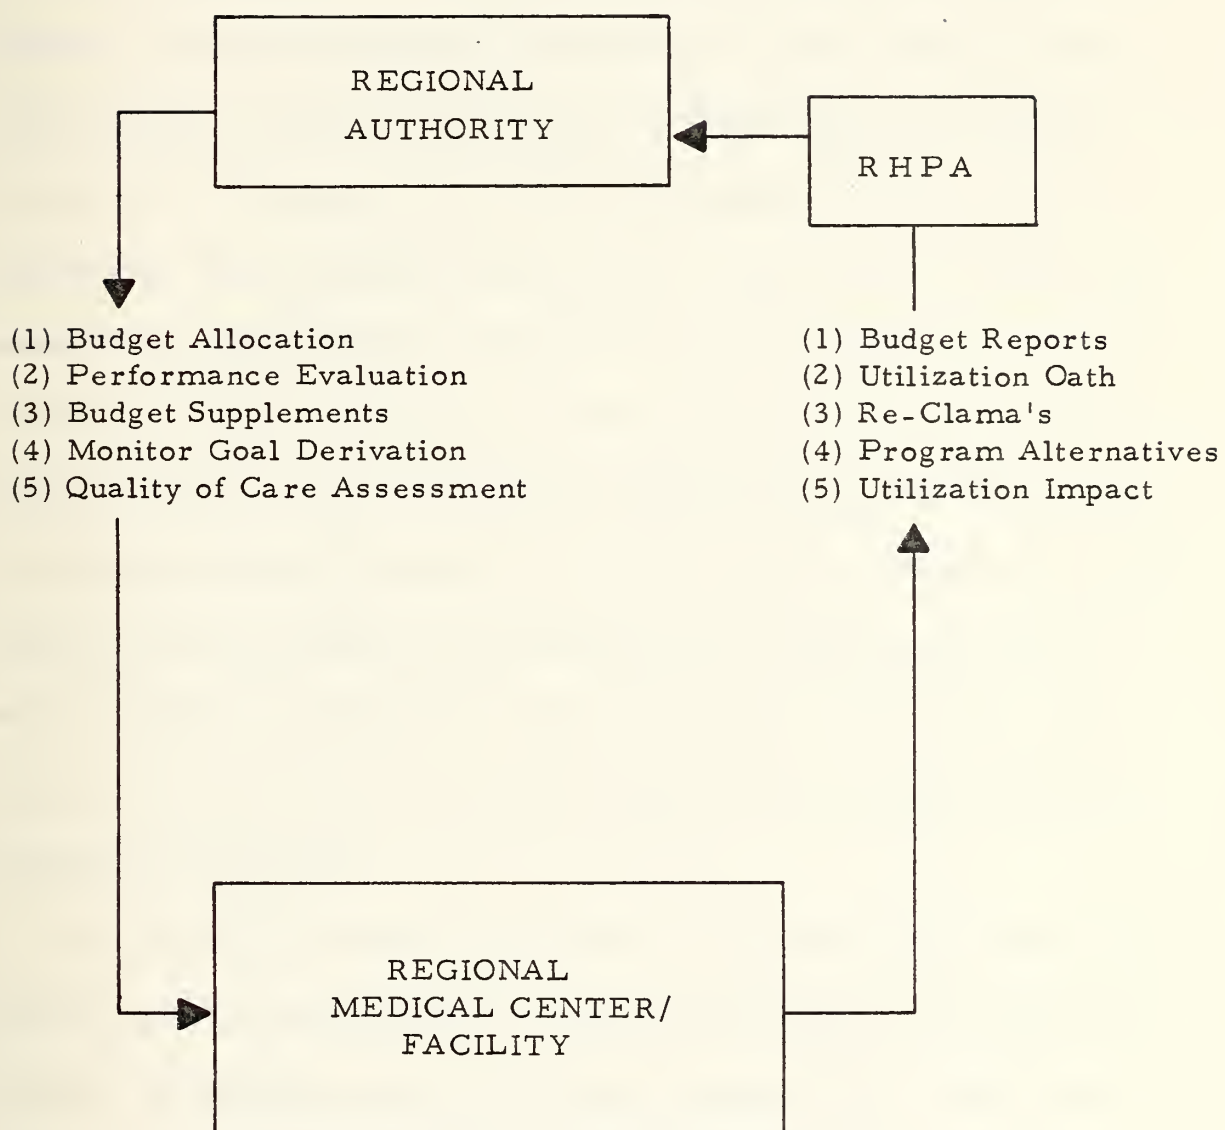 REGIONAL
AUTHORITY
RHPA
(1) Budget Allocation
(2) Performance Evaluation
(3) Budget Supplements
(4) Monitor Goal Derivation
(5) Quality of Care Assessment
(1) Budget Reports
(2) Utilization Oath
(3) Re-Clama's
(4) Program Alternatives
(5) Utilization Impact
REGIONAL
MEDICAL CENTER/
FACILITY